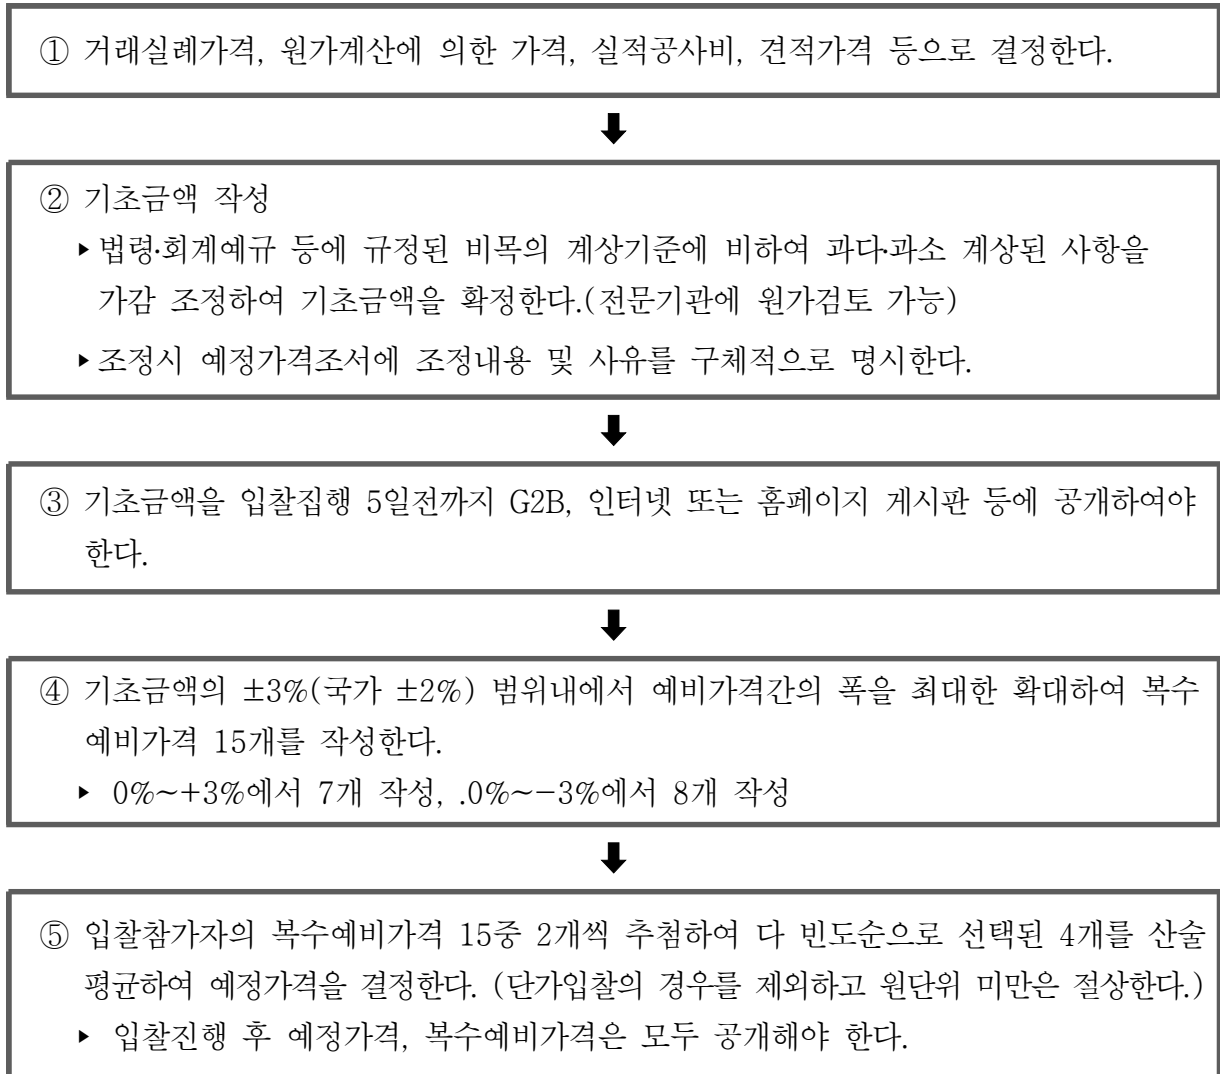 ① 거래실례가격, 원가계산에 의한 가격, 실적공사비, 견적가격 등으로 결정한다.
② 기초금액 작성
▸법령·회계예규 등에 규정된 비목의 계상기준에 비하여 과다·과소 계상된 사항을
가감 조정하여 기초금액을 확정한다.(전문기관에 원가검토 가능)
▸조정시 예정가격조서에 조정내용 및 사유를 구체적으로 명시한다.
③ 기초금액을 입찰집행 5일전까지 G2B, 인터넷 또는 홈페이지 게시판 등에 공개하여야
한다.
④ 기초금액의 ±3%(국가 ±2%) 범위내에서 예비가격간의 폭을 최대한 확대하여 복수
예비가격 15개를 작성한다.
▸ 0%~+3%에서 7개 작성, .0%~-3%에서 8개 작성
⑤ 입찰참가자의 복수예비가격 15중 2개씩 추첨하여 다 빈도순으로 선택된 4개를 산술
평균하여 예정가격을 결정한다. (단가입찰의 경우를 제외하고 원단위 미만은 절상한다.)
▸ 입찰진행 후 예정가격, 복수예비가격은 모두 공개해야 한다.